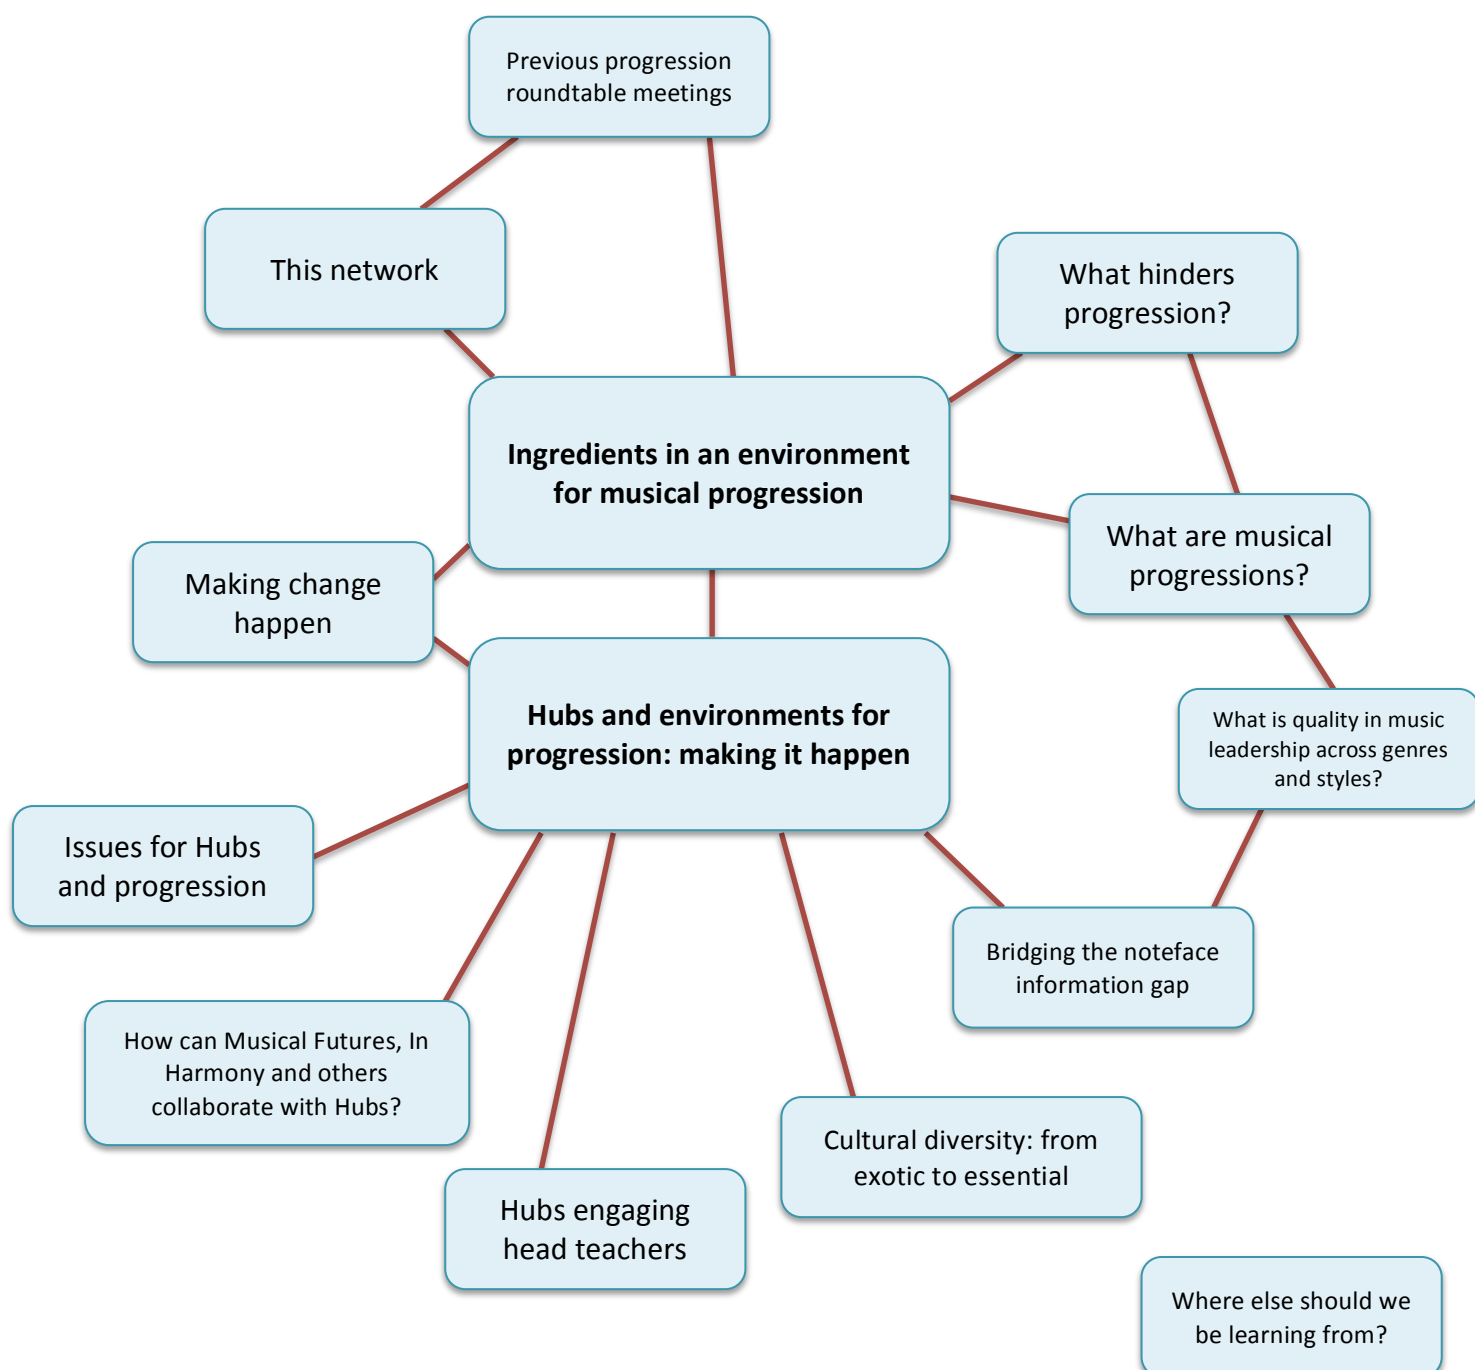 Previous progression
roundtable meetings
This network
What hinders
progression?
Ingredients in an environment
for musical progression
What are musical
progressions?
Making change
happen
Hubs and environments for
progression: making it happen
What is quality in music
leadership across genres
and styles?
Issues for Hubs
and progression
Bridging the noteface
information gap
How can Musical Futures, In
Harmony and others
collaborate with Hubs?
Cultural diversity: from
exotic to essential
Hubs engaging
head teachers
Where else should we
be learning from?